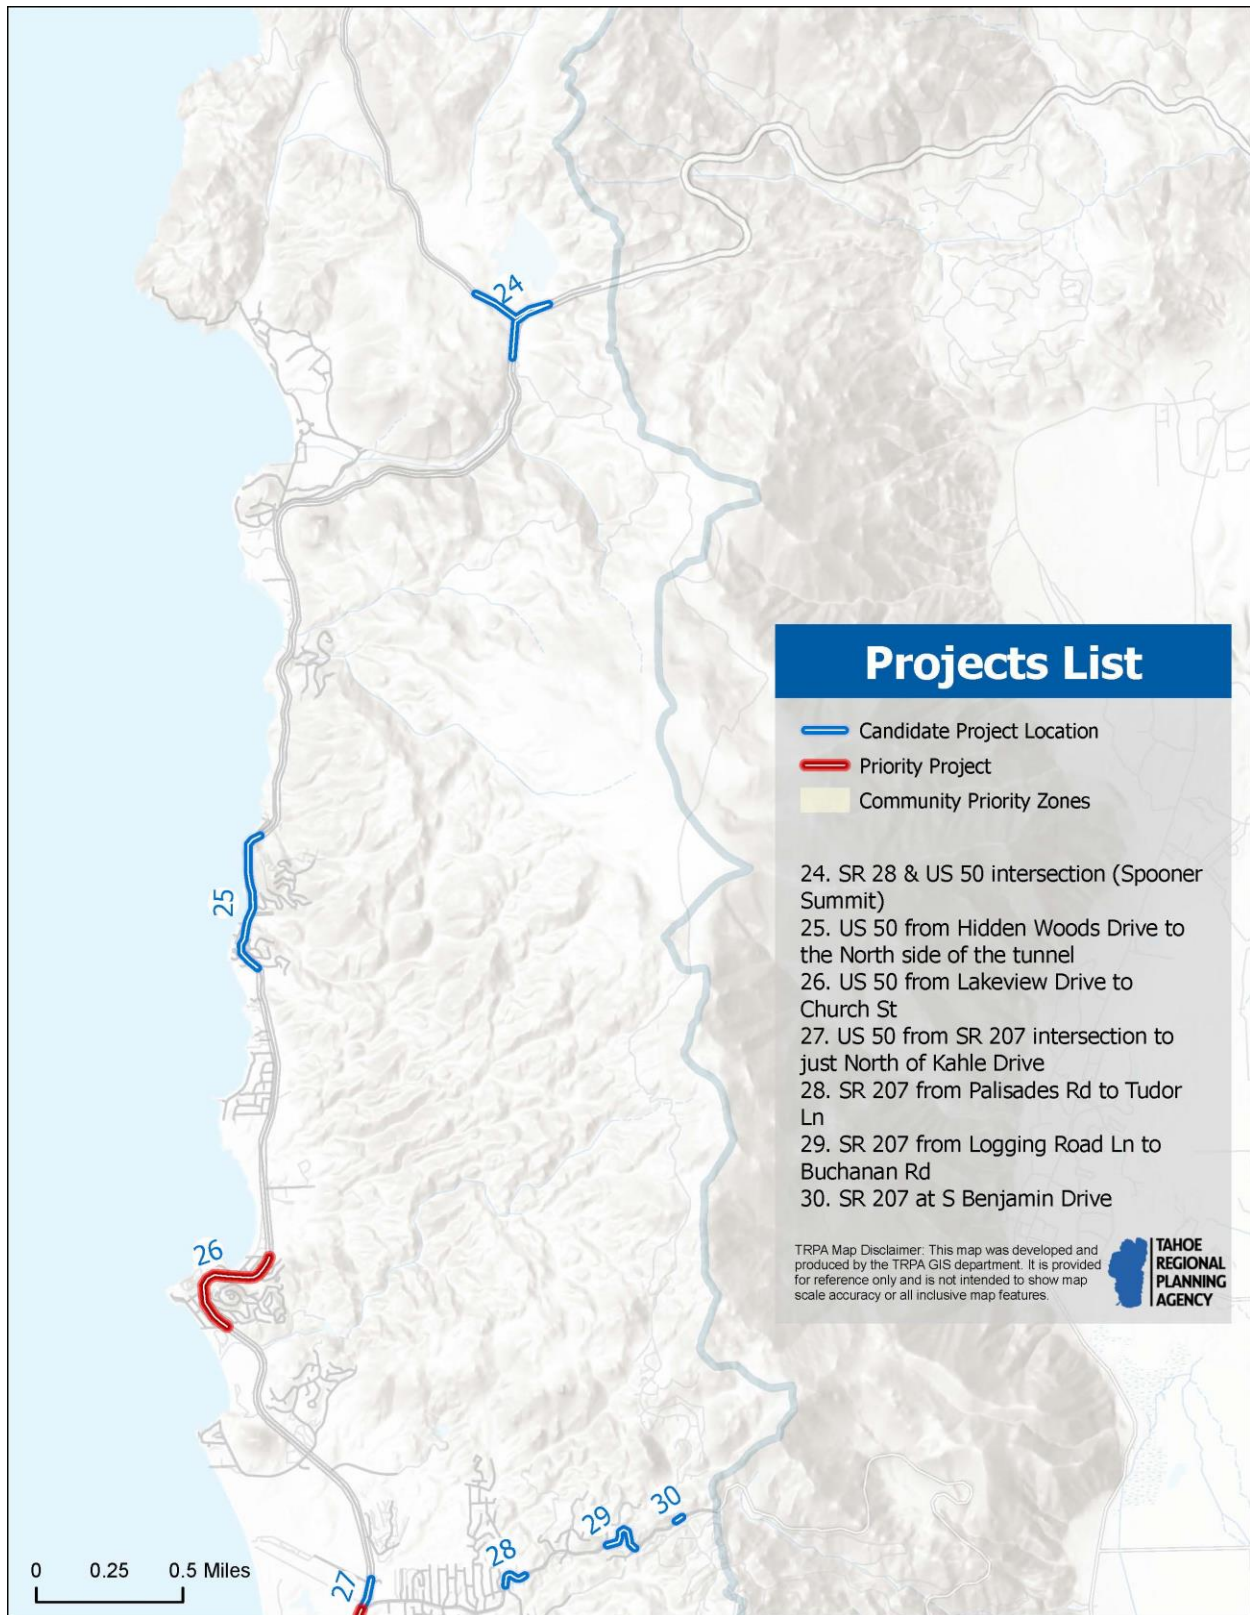 24
25
26
27
28
29
30
Projects List
Candidate Project Location
Priority Project
Community Priority Zones
24. SR 28 & US 50 intersection (Spooner
Summit)
25. US 50 from Hidden Woods Drive to
the North side of the tunnel
26. US 50 from Lakeview Drive to
Church St
27. US 50 from SR 207 intersection to
just North of Kahle Drive
28. SR 207 from Palisades Rd to Tudor
Ln
29. SR 207 from Logging Road Ln to
Buchanan Rd
30. SR 207 at S Benjamin Drive
TRPA Map Disclaimer: This map was developed and
produced by the TRPA GIS department. It is provided
for reference only and is not intended to show map
scale accuracy or all inclusive map features.
TAHOE
REGIONAL
PLANNING
AGENCY
0 0.25 0.5 Miles